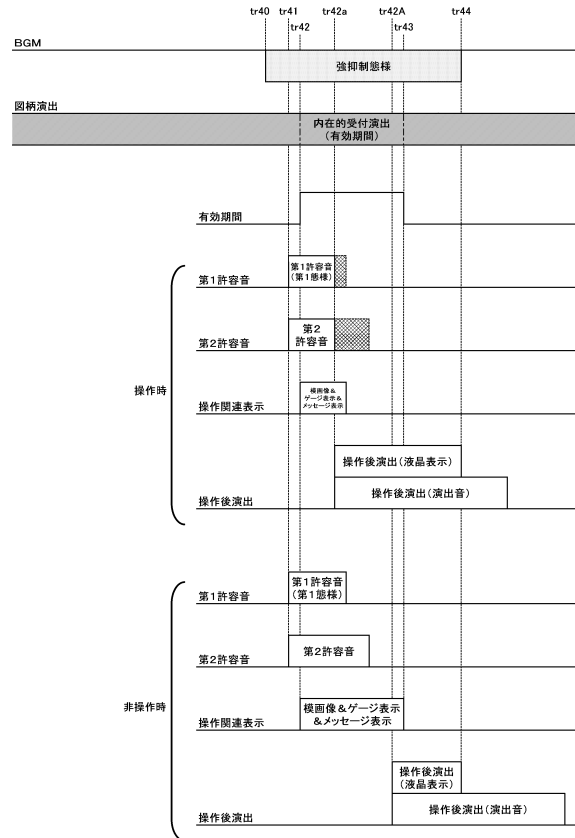 tr40
tr41
tr42
tr42a
tr42A
tr43
tr44
BGM
強抑制態様
図柄演出
内在的受付演出
(有効期間)
有効期間
操作時
第1許容音
第1許容音
(第1態様)
第2許容音
第2
許容音
操作関連表示
模画像&
ゲージ表示&
メッセージ表示
操作後演出
操作後演出(液晶表示)
操作後演出(演出音)
非操作時
第1許容音
第1許容音
(第1態様)
第2許容音
第2許容音
操作関連表示
模画像&ゲージ表示
&メッセージ表示
操作後演出
操作後演出
(液晶表示)
操作後演出(演出音)